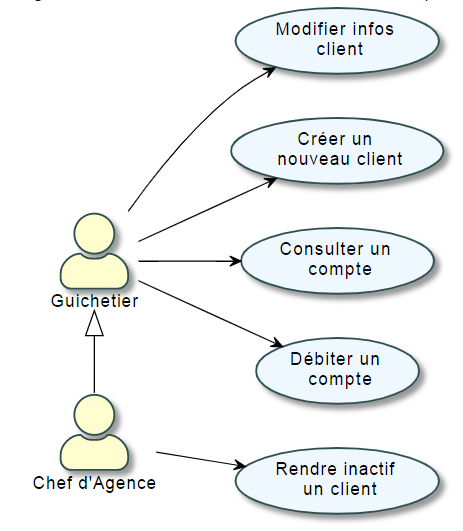 Modifier infos
client
Créer un
nouveau client
Consulter un
compte
Guichetier
Débiter un
compte
Chef d'Agence
Rendre inactif
un client